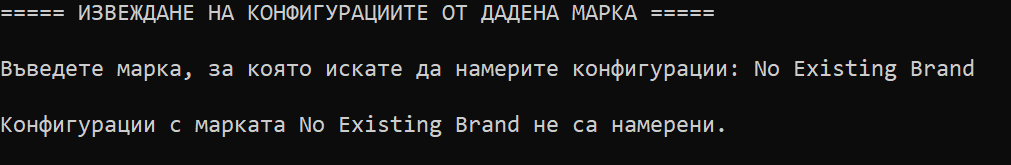 ===== ИЗВЕЖДАНЕ НА КОНФИГУРАЦИИТЕ ОТ ДАДЕНА МАРКА =====
Въведете марка, за която искате да намерите конфигурации: No Existing Brand
Конфигурации с марката No Existing Brand не са намерени.